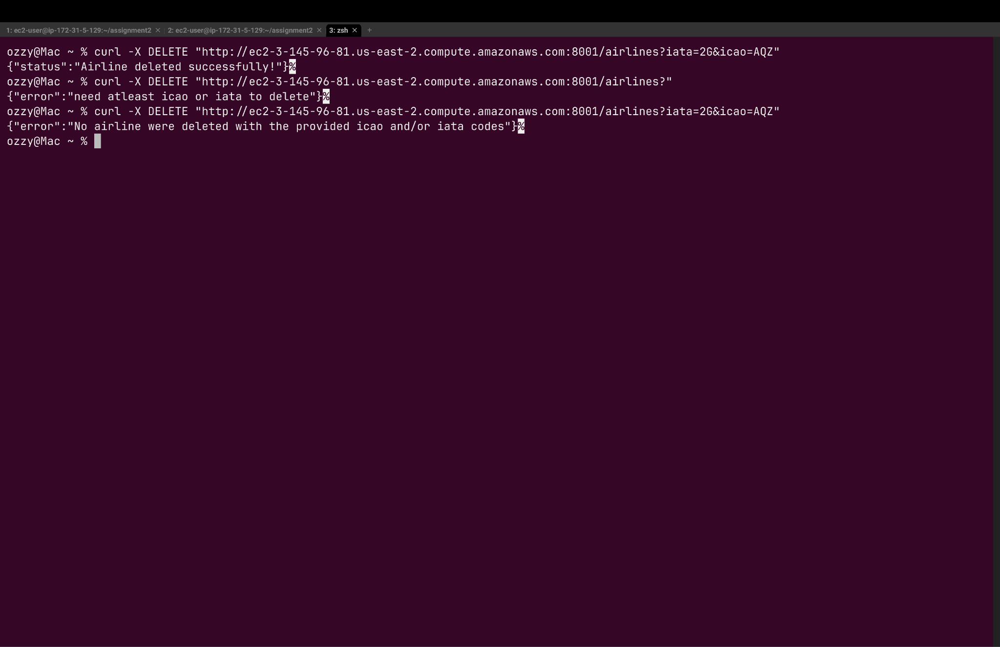 1: ec2-user@ip-172-31-5-129:~/assignment2 × 2: ec2-user@ip-172-31-5-129:~/assignment2 × 3: zsh × +
ozzy@Mac ~ % curl -X DELETE "http://ec2-3-145-96-81.us-east-2.compute.amazonaws.com:8001/airlines?iata=2G&icao=AQZ"
{"status":"Airline deleted successfully!"}%
ozzy@Mac ~ % curl -X DELETE "http://ec2-3-145-96-81.us-east-2.compute.amazonaws.com:8001/airlines?"
{"error":"need atleast icao or iata to delete"}%
ozzy@Mac ~ % curl -X DELETE "http://ec2-3-145-96-81.us-east-2.compute.amazonaws.com:8001/airlines?iata=2G&icao=AQZ"
{"error":"No airline were deleted with the provided icao and/or iata codes"}%
ozzy@Mac ~ %